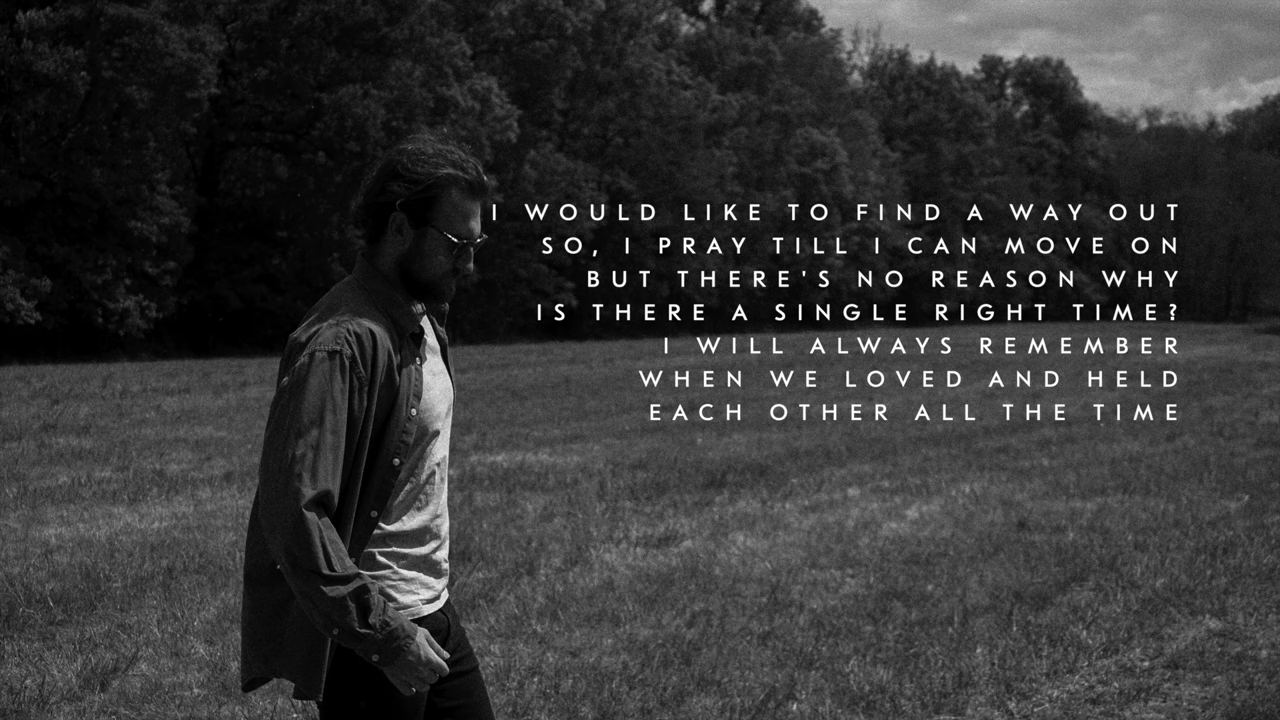 I WOULD LIKE TO FIND A WAY OUT
SO, I PRAY TILL I CAN MOVE ON
BUT THERE'S NO REASON WHY
IS THERE A SINGLE RIGHT TIME?
I WILL ALWAYS REMEMBER
WHEN WE LOVED AND HELD
EACH OTHER ALL THE TIME